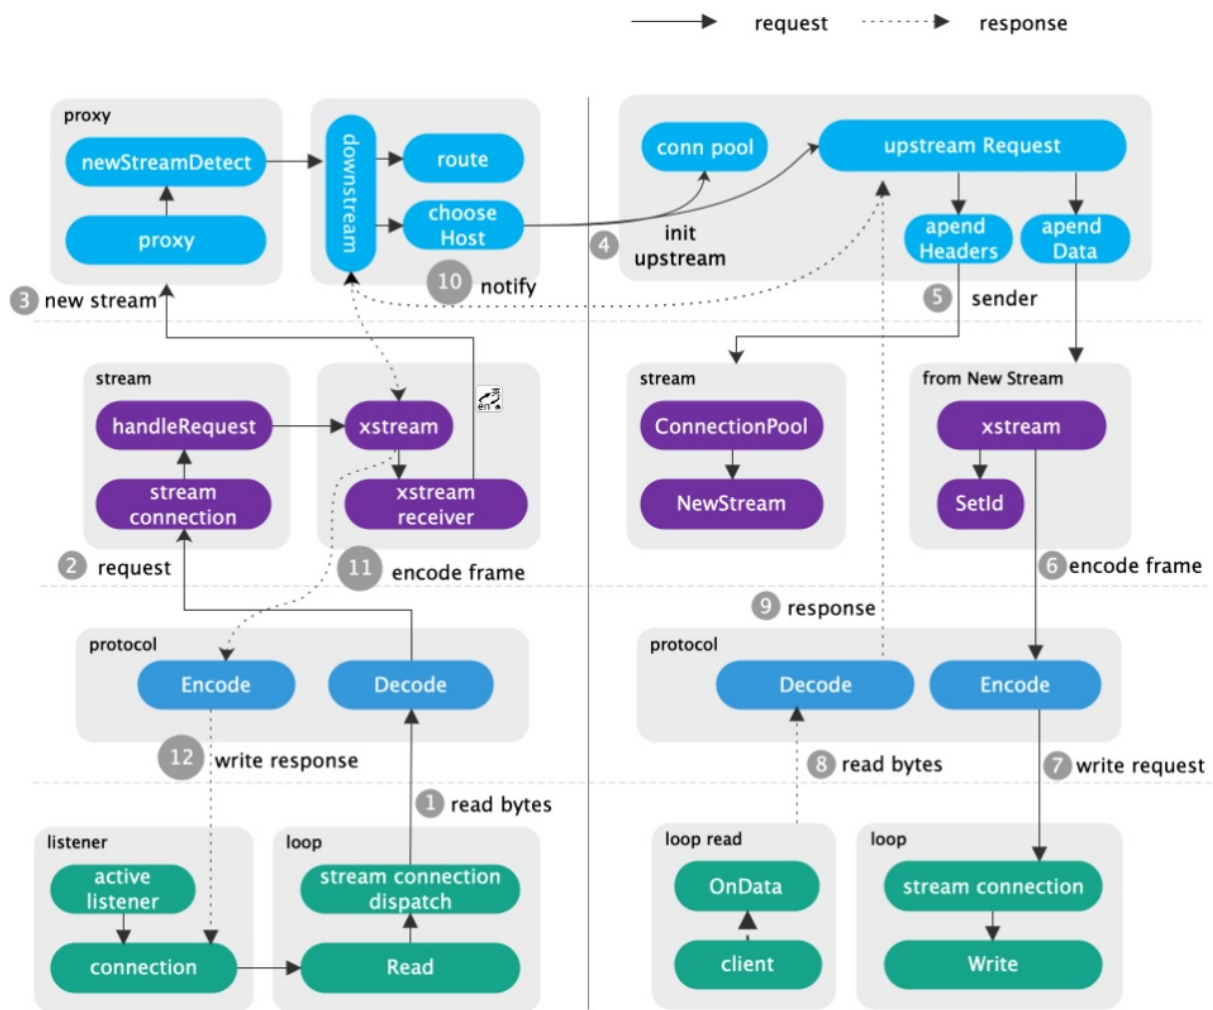 request
response
proxy
newStreamDetect
proxy
downstream
route
choose
Host
10 notify
3 new stream
conn pool
upstream Request
4 init
upstream
apend
Headers
apend
Data
5 sender
stream
handleRequest
stream
connection
xstream
xstream
receiver
en
2 request
11 encode frame
stream
ConnectionPool
NewStream
from New Stream
xstream
SetId
6 encode frame
9 response
protocol
Encode
Decode
12 write response
1 read bytes
protocol
Decode
Encode
8 read bytes
7 write request
listener
active
listener
connection
loop
stream connection
dispatch
Read
loop read
OnData
client
loop
stream connection
Write